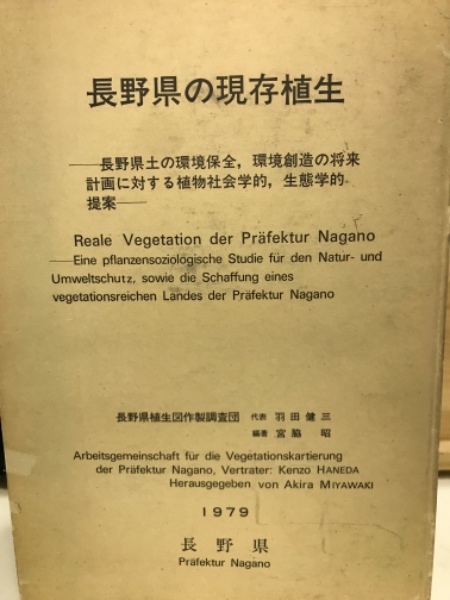 長野県の現存植生
——長野県土の環境保全，環境創造の将来
計画に対する植物社会学的，生態学的
提案——
Reale Vegetation der Präfektur Nagano
——Eine pflanzensoziologische Studie für den Natur- und
Umweltschutz, sowie die Schaffung eines
vegetationsreichen Landes der Präfektur Nagano
長野県植生図作製調査団 代表 羽田健三
編著 宮脇 昭
Arbeitsgemeinschaft für die Vegetationskartierung
der Präfektur Nagano, Vertrater: Kenzo HANEDA
Herausgegeben von Akira MIYAWAKI
1979
長野県
Präfektur Nagano